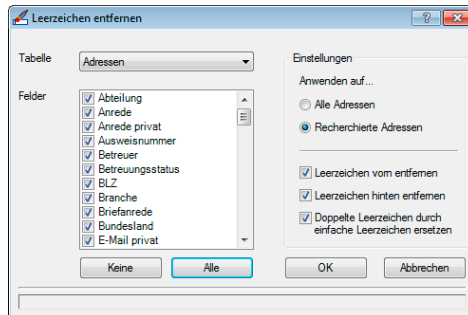 Leerzeichen entfernen
Tabelle
Adressen
Felder
Abteilung
Anrede
Anrede privat
Ausweisnummer
Betreuer
Betreuungsstatus
BLZ
Branche
Briefanrede
Bundesland
E-Mail privat
Keine
Alle
Einstellungen
Anwenden auf...
Alle Adressen
Recherchierte Adressen
Leerzeichen vorn entfernen
Leerzeichen hinten entfernen
Doppelte Leerzeichen durch
einfache Leerzeichen ersetzen
OK
Abbrechen